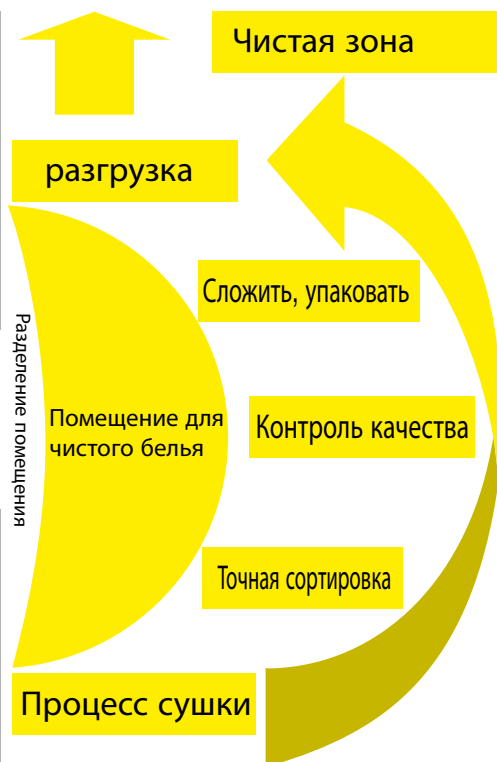 Чистая зона
разгрузка
Сложить, упаковать
Разделение помещения
Помещение для
чистого белья
Контроль качества
Точная сортировка
Процесс сушки